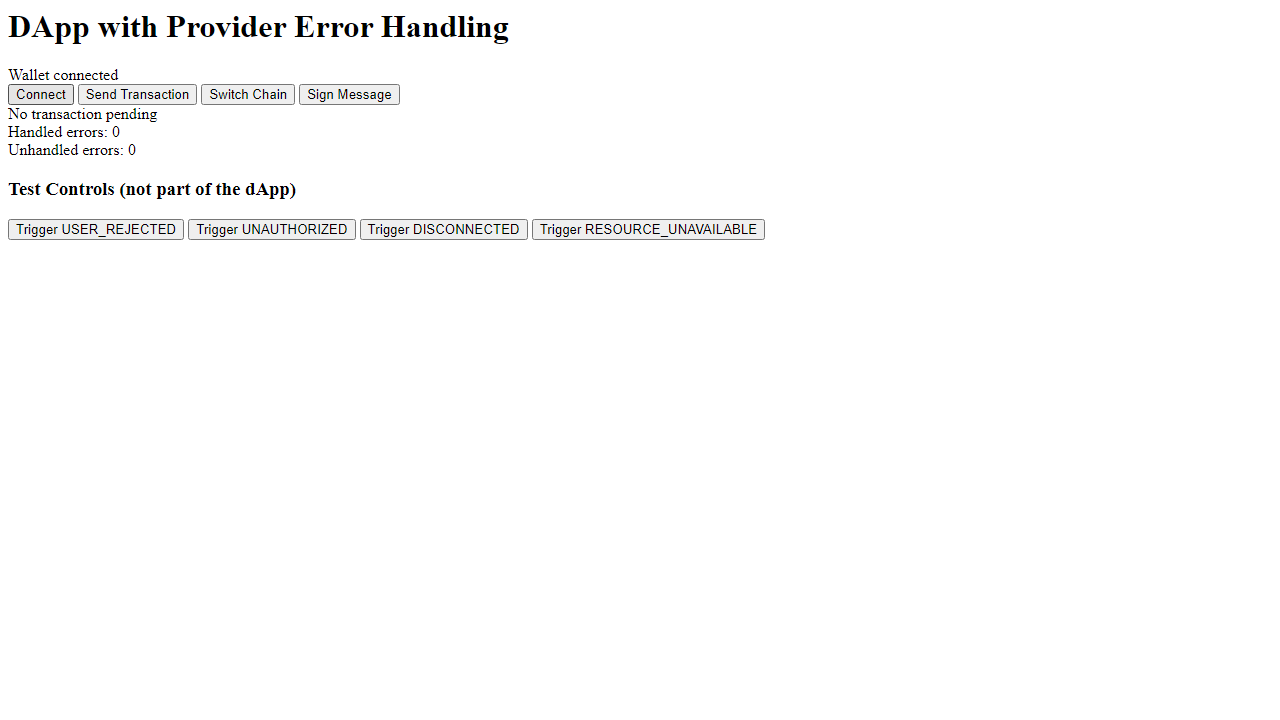 DApp with Provider Error Handling
Wallet connected
Connect Send Transaction Switch Chain Sign Message
No transaction pending
Handled errors: 0
Unhandled errors: 0
Test Controls (not part of the dApp)
Trigger USER_REJECTED Trigger UNAUTHORIZED Trigger DISCONNECTED Trigger RESOURCE_UNAVAILABLE